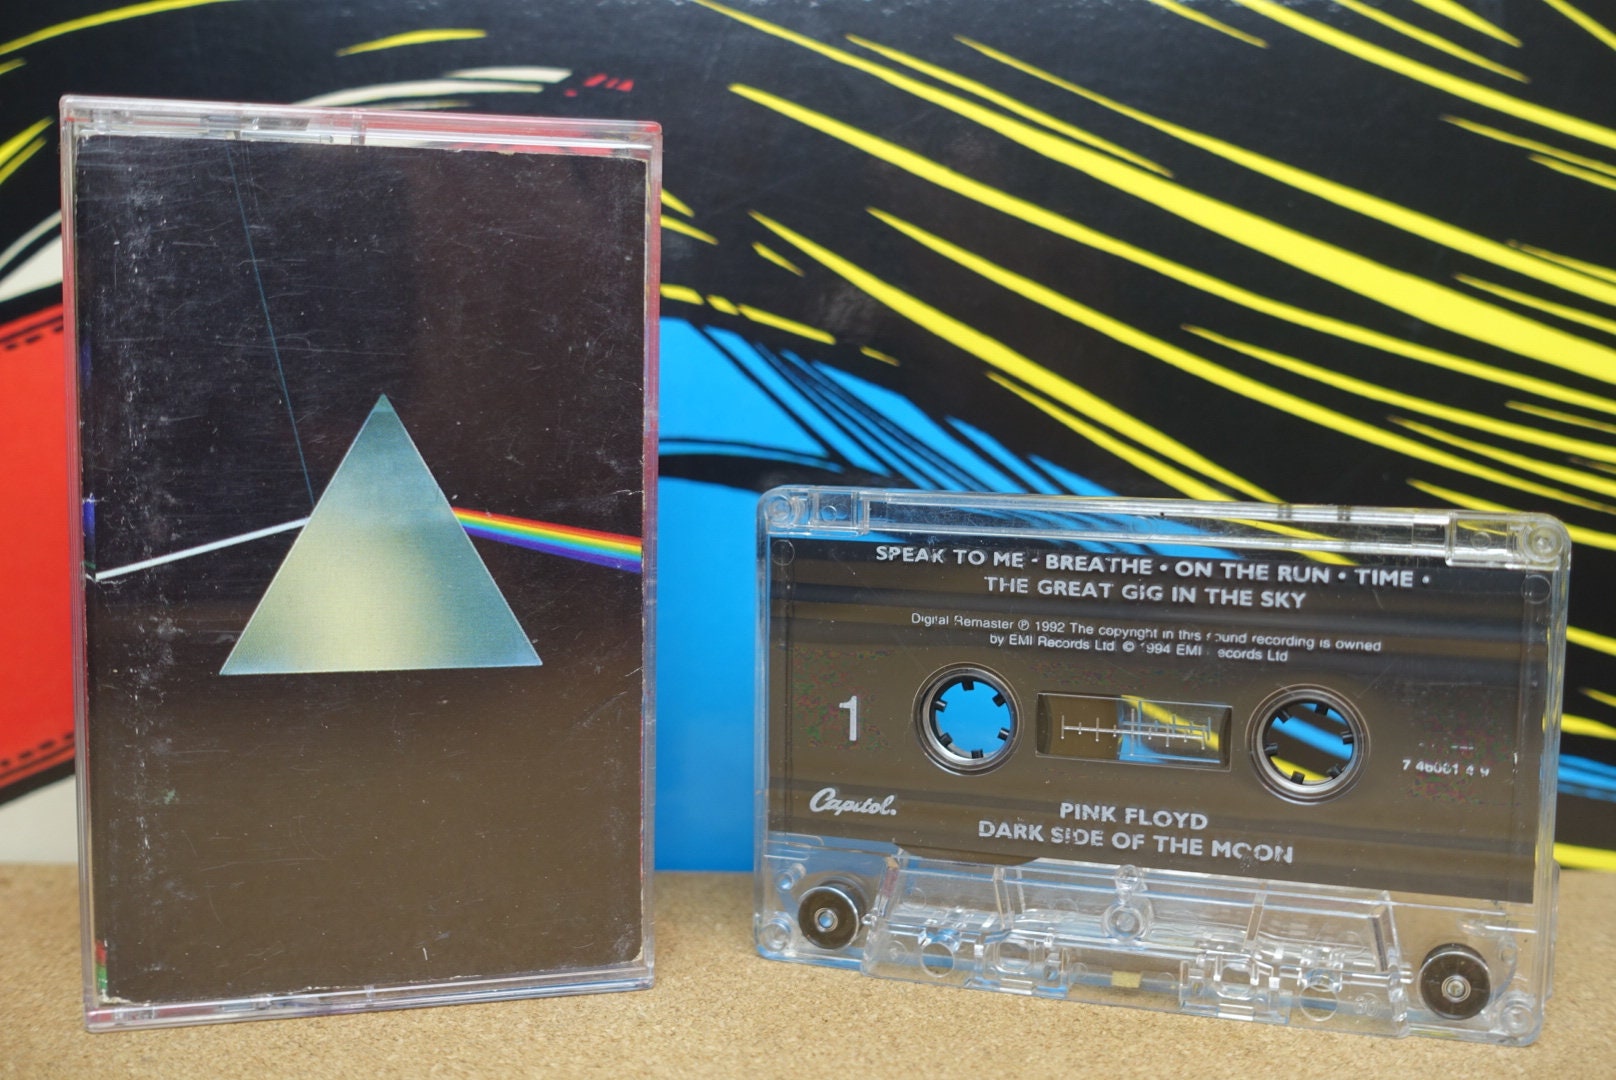 SPEAK TO ME - BREATHE • ON THE RUN • TIME •
THE GREAT GIG IN THE SKY
Digital Remaster ℗ 1992 The copyright in this sound recording is owned
by EMI Records Ltd © 1994 EMI Records Ltd
1
Capitol.
PINK FLOYD
DARK SIDE OF THE MOON